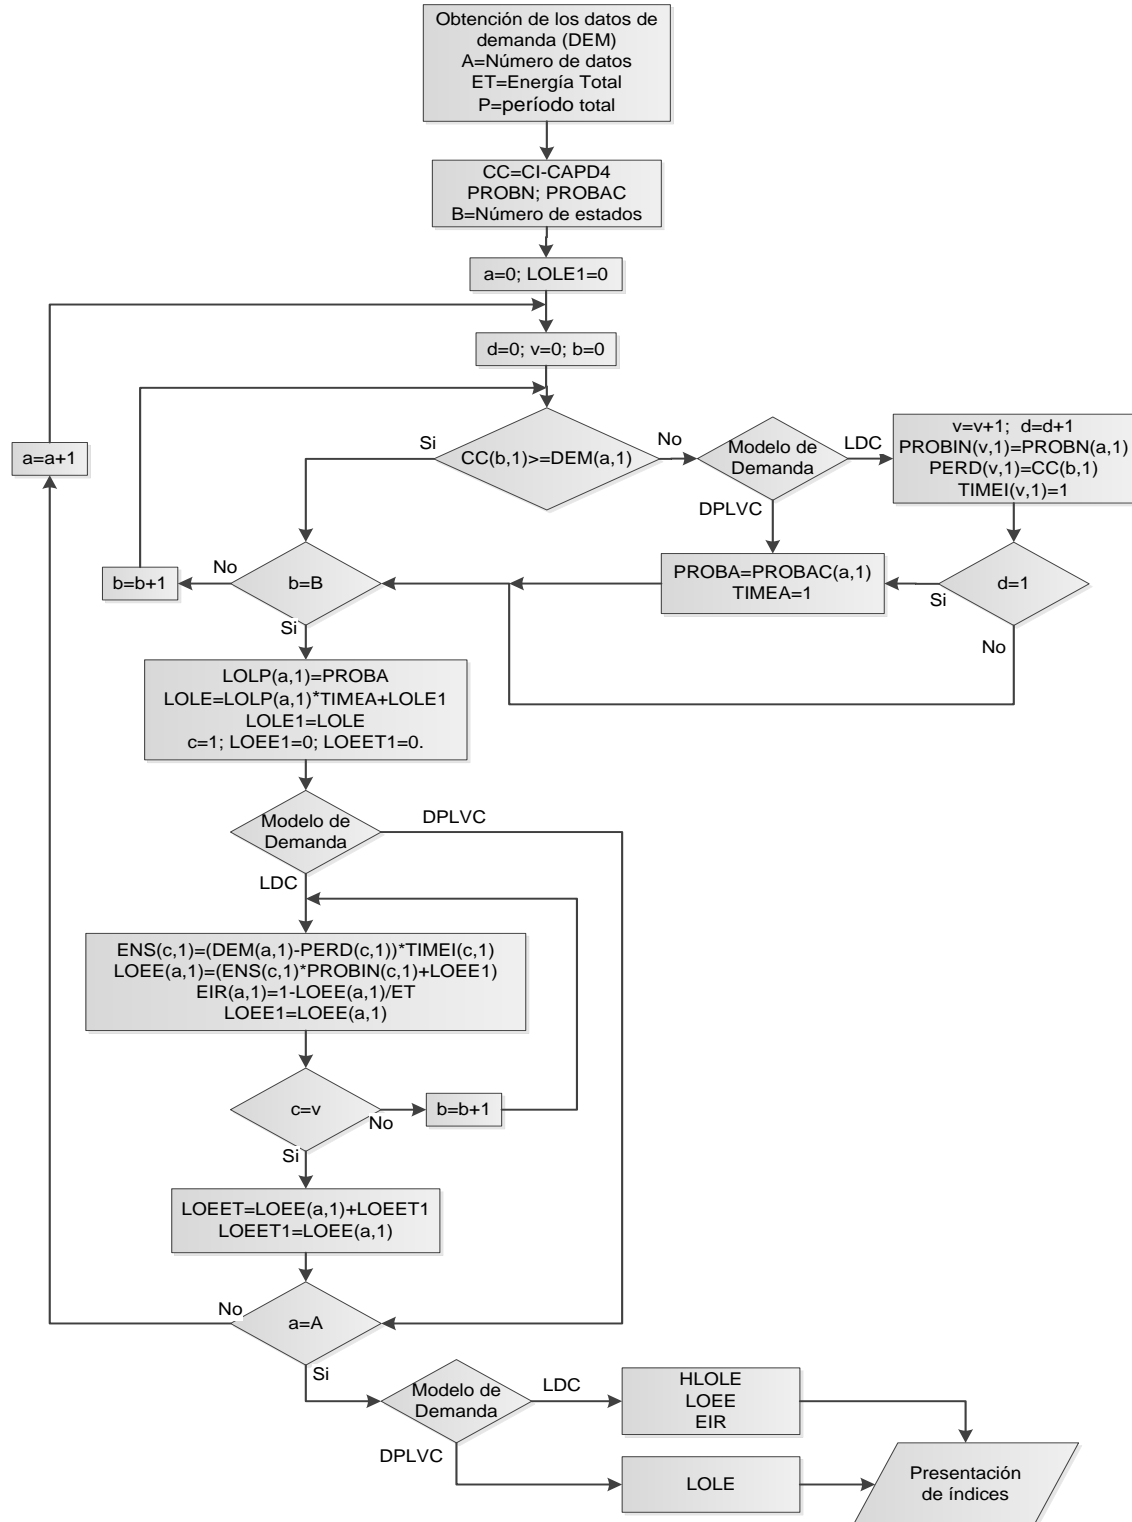 Obtención de los datos de
demanda (DEM)
A=Número de datos
ET=Energía Total
P=período total
CC=CI-CAPD4
PROBN; PROBAC
B=Número de estados
a=0; LOLE1=0
d=0; v=0; b=0
a=a+1
Si
CC(b,1)>=DEM(a,1)
No
Modelo de
Demanda
LDC
DPLVC
v=v+1; d=d+1
PROBIN(v,1)=PROBN(a,1)
PERD(v,1)=CC(b,1)
TIMEI(v,1)=1
b=b+1
No
b=B
Si
PROBA=PROBAC(a,1)
TIMEA=1
Si
d=1
No
LOLP(a,1)=PROBA
LOLE=LOLP(a,1)*TIMEA+LOLE1
LOLE1=LOLE
c=1; LOEE1=0; LOEET1=0.
Modelo de
Demanda
DPLVC
LDC
ENS(c,1)=(DEM(a,1)-PERD(c,1))*TIMEI(c,1)
LOEE(a,1)=(ENS(c,1)*PROBIN(c,1)+LOEE1)
EIR(a,1)=1-LOEE(a,1)/ET
LOEE1=LOEE(a,1)
c=v
No
b=b+1
Si
LOEET=LOEE(a,1)+LOEET1
LOEET1=LOEE(a,1)
No
a=A
Si
Modelo de
Demanda
LDC
DPLVC
HLOLE
LOEE
EIR
LOLE
Presentación
de índices